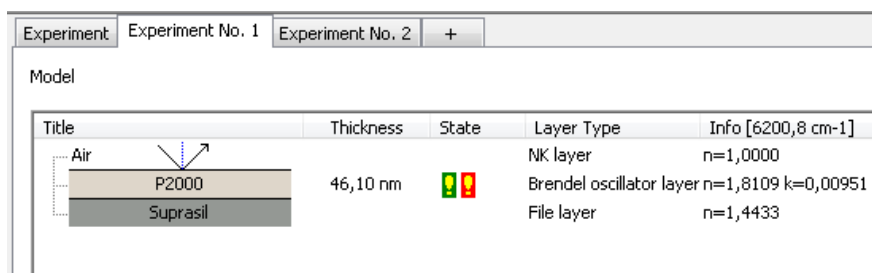 Experiment Experiment No. 1 Experiment No. 2 +
Model
Title Thickness State Layer Type Info [6200,8 cm-1]
Air NK layer n=1,0000
P2000 46,10 nm Brendel oscillator layer n=1,8109 k=0,00951
Suprasil File layer n=1,4433